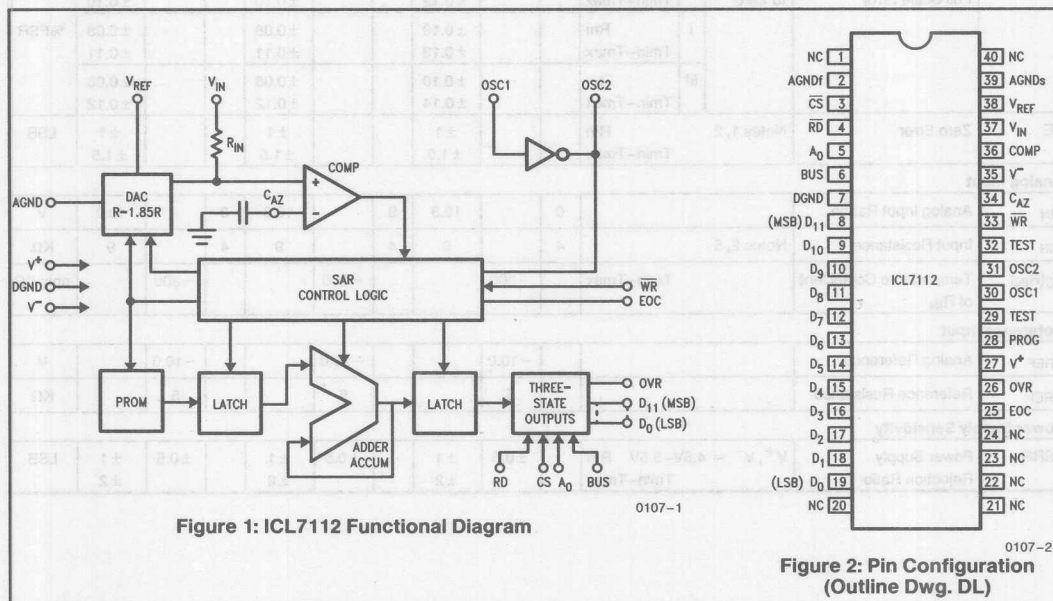 V_REF
V_IN
OSC1
OSC2
R_IN
COMP
AGND
DAC
R=1.85R
C_AZ
+
−
V+
DGND
V−
SAR
CONTROL LOGIC
WR
EOC
PROM
LATCH
ADDER
ACCUM
LATCH
THREE-
STATE
OUTPUTS
OVR
D11 (MSB)
D0 (LSB)
RD
CS
A0
BUS
0107-1
Figure 1: ICL7112 Functional Diagram
NC 1
40 NC
AGNDf 2
39 AGNDs
CS 3
38 V_REF
RD 4
37 V_IN
A0 5
36 COMP
BUS 6
35 V−
DGND 7
34 C_AZ
(MSB) D11 8
33 WR
D10 9
32 TEST
D9 10
31 OSC2
D8 11
30 OSC1
D7 12
29 TEST
D6 13
28 PROG
D5 14
27 V+
D4 15
26 OVR
D3 16
25 EOC
D2 17
24 NC
D1 18
23 NC
(LSB) D0 19
22 NC
NC 20
21 NC
ICL7112
0107-2
Figure 2: Pin Configuration
(Outline Dwg. DL)